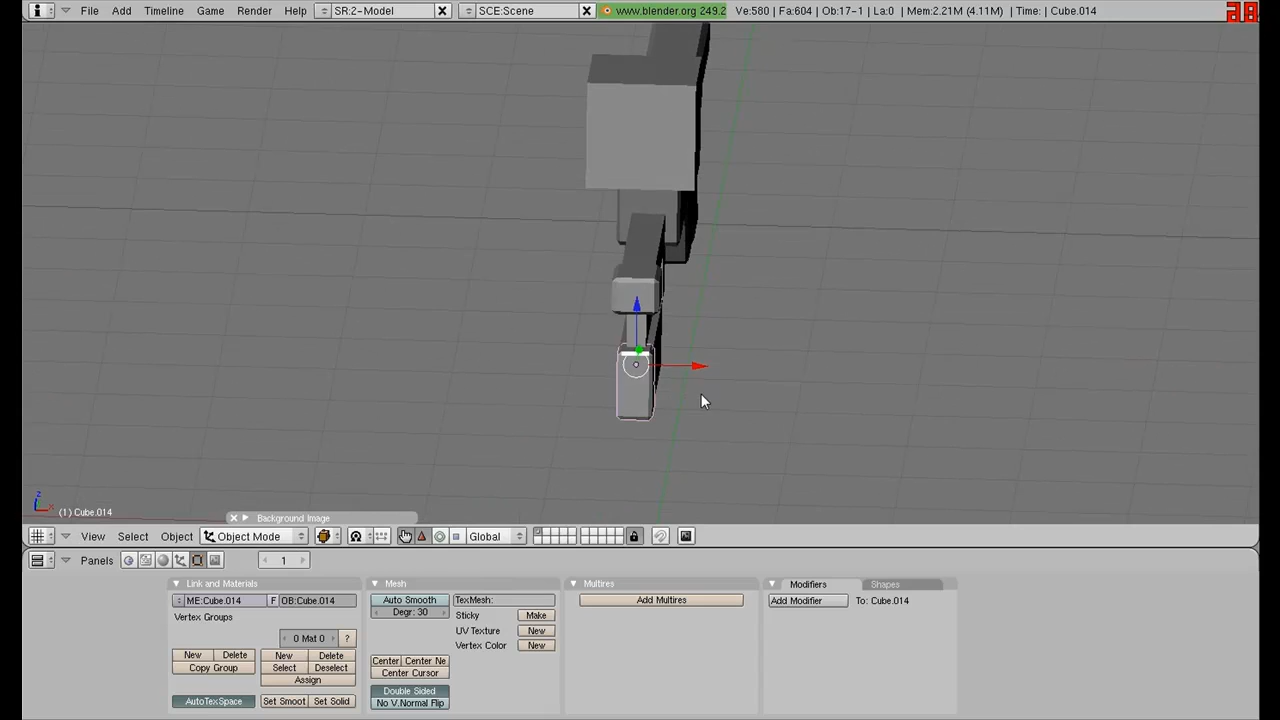 File Add Timeline Game Render Help SR:2-Model SCE:Scene www.blender.org 249.2 Ve:580 | Fa:604 | Ob:17-1 | La:0 | Mem:2.21M (4.11M) | Time: | Cube.014 28
z
x
(1) Cube.014
Background Image
View Select Object Object Mode Global
Panels 1
Link and Materials Mesh Multires Modifiers Shapes
ME:Cube.014 F OB:Cube.014 Auto Smooth TexMesh: Add Multires Add Modifier To: Cube.014
Degr: 30
Vertex Groups Sticky Make
0 Mat 0 ? UV Texture New
Vertex Color New
New Delete New Delete Center Center Ne
Copy Group Select Deselect Center Cursor
Assign
Double Sided
AutoTexSpace Set Smoot Set Solid No V.Normal Flip